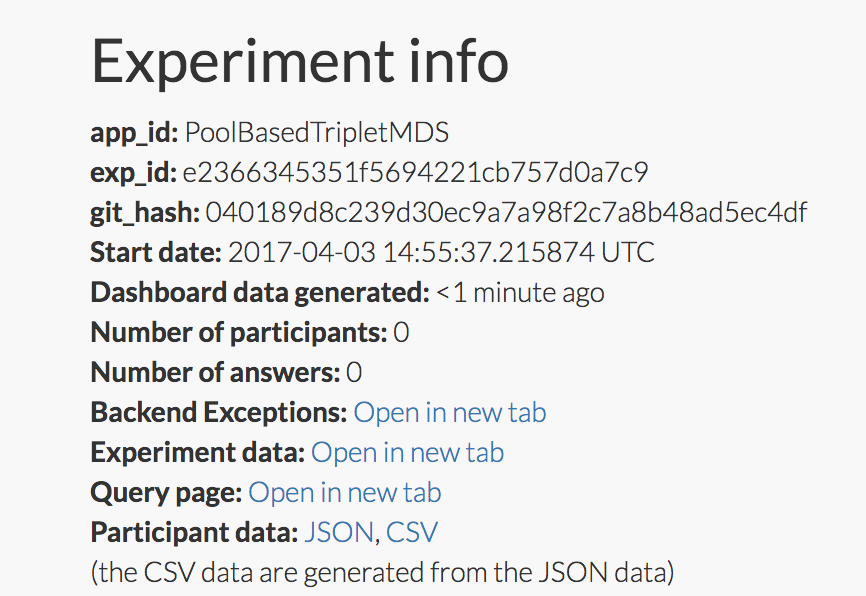 Experiment info
app_id: PoolBasedTripletMDS
exp_id: e2366345351f5694221cb757d0a7c9
git_hash: 040189d8c239d30ec9a7a98f2c7a8b48ad5ec4df
Start date: 2017-04-03 14:55:37.215874 UTC
Dashboard data generated: <1 minute ago
Number of participants: 0
Number of answers: 0
Backend Exceptions: Open in new tab
Experiment data: Open in new tab
Query page: Open in new tab
Participant data: JSON, CSV
(the CSV data are generated from the JSON data)